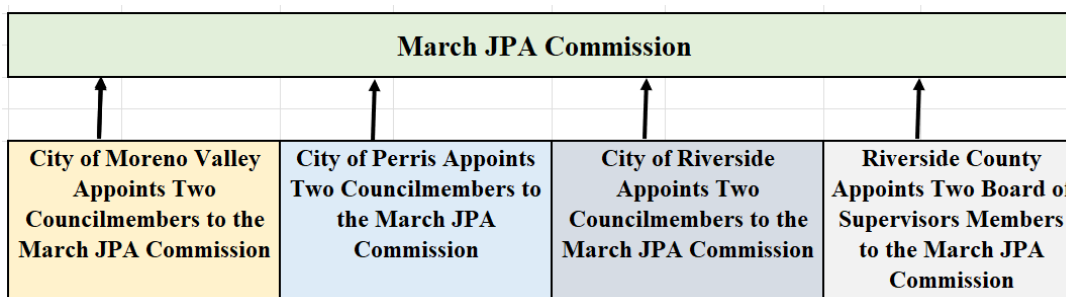 March JPA Commission
City of Moreno Valley
Appoints Two
Councilmembers to the
March JPA Commission
City of Perris Appoints
Two Councilmembers to
the March JPA
Commission
City of Riverside
Appoints Two
Councilmembers to the
March JPA Commission
Riverside County
Appoints Two Board of
Supervisors Members
to the March JPA
Commission